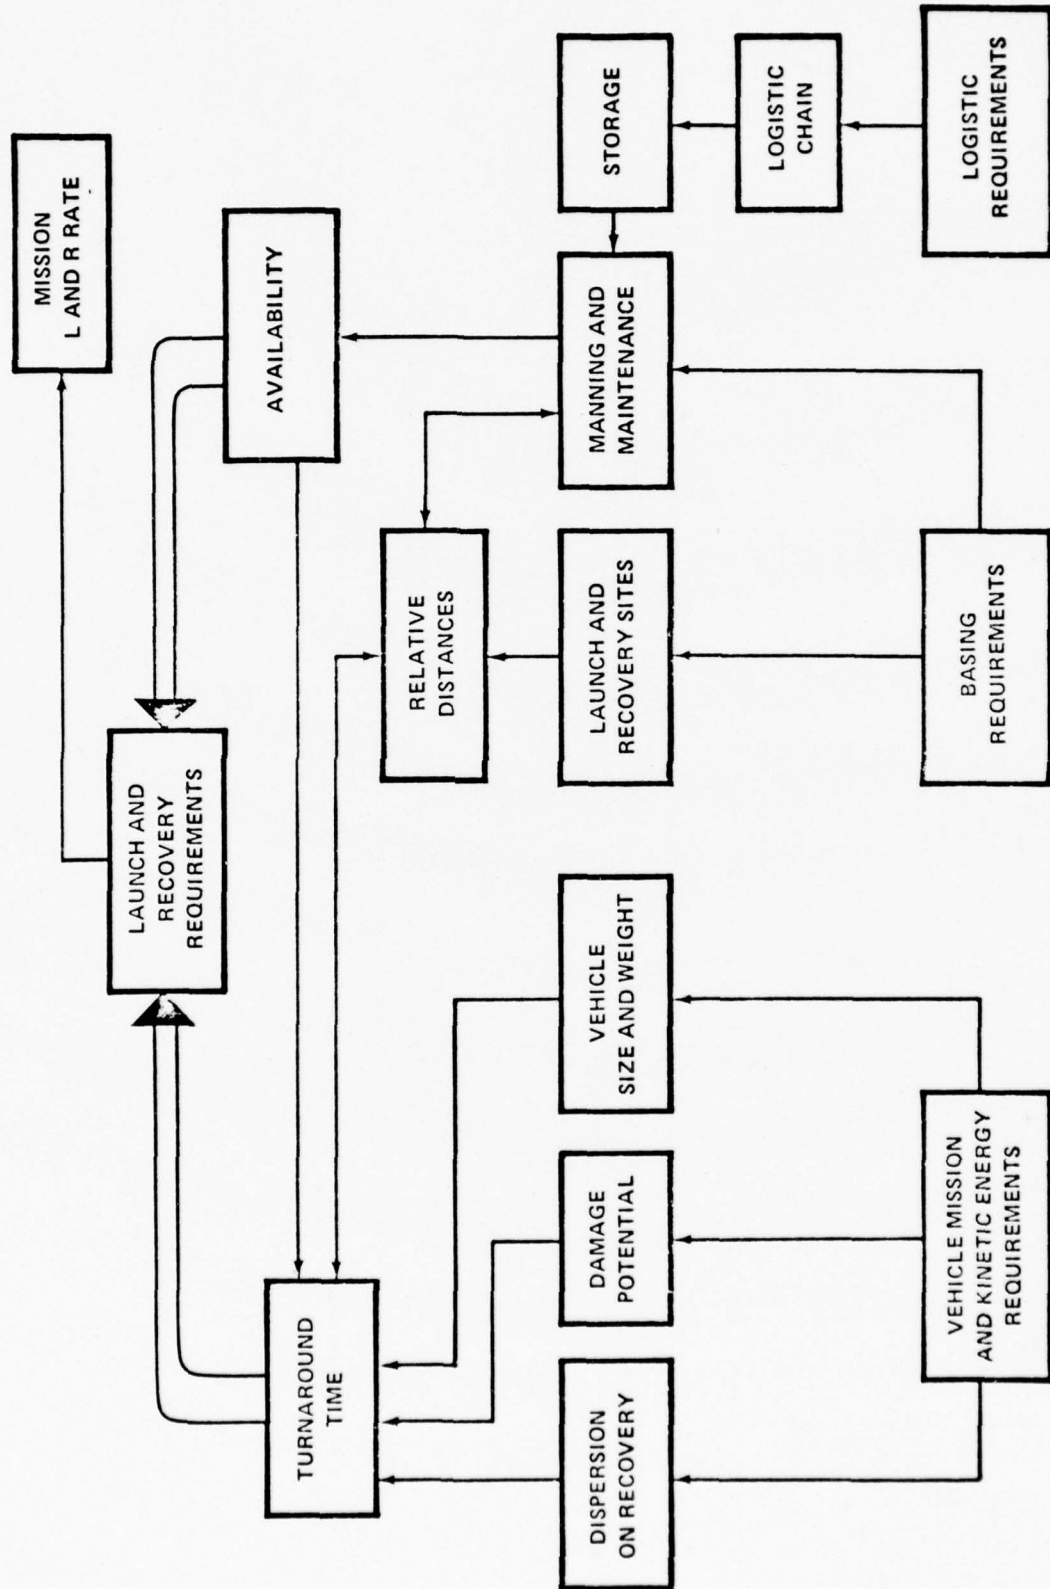 MISSION
L AND R RATE
LAUNCH AND
RECOVERY
REQUIREMENTS
AVAILABILITY
TURNAROUND
TIME
RELATIVE
DISTANCES
DISPERSION
ON RECOVERY
DAMAGE
POTENTIAL
VEHICLE
SIZE AND WEIGHT
LAUNCH AND
RECOVERY SITES
MANNING AND
MAINTENANCE
STORAGE
LOGISTIC
CHAIN
VEHICLE MISSION
AND KINETIC ENERGY
REQUIREMENTS
BASING
REQUIREMENTS
LOGISTIC
REQUIREMENTS